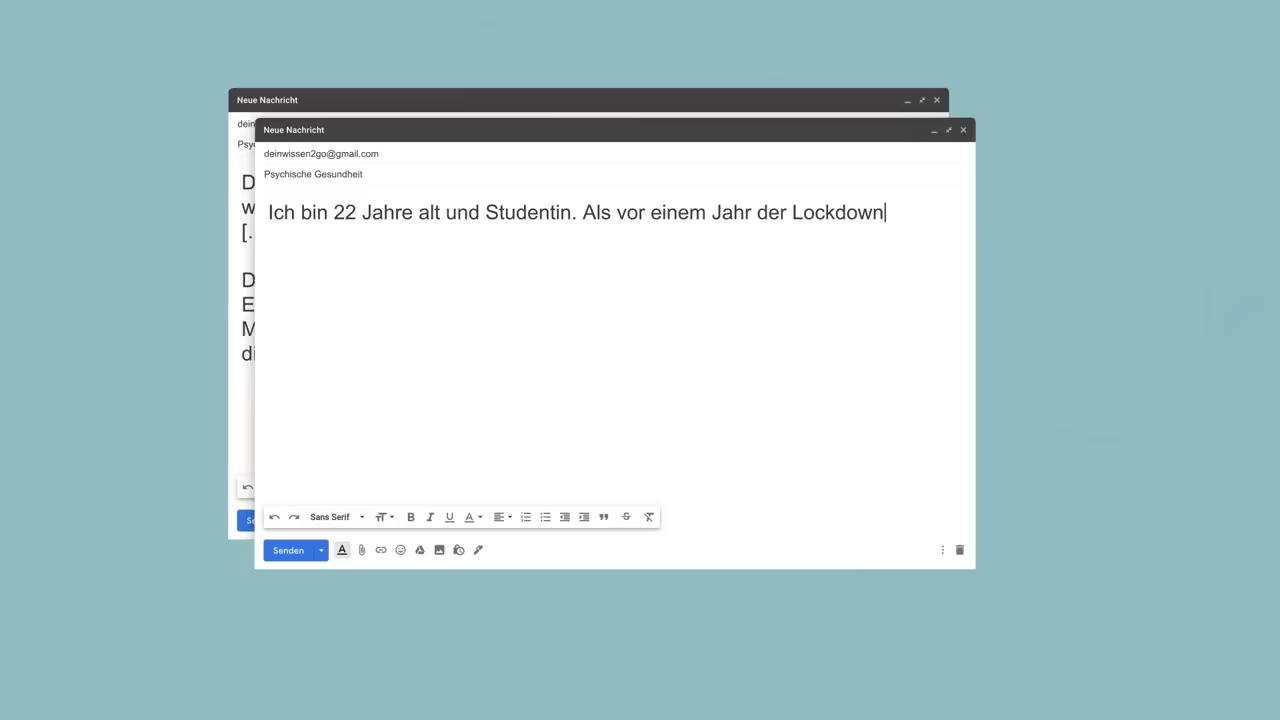 Neue Nachricht
Neue Nachricht
deinwissen2go@gmail.com
Psychische Gesundheit
Ich bin 22 Jahre alt und Studentin. Als vor einem Jahr der Lockdown
Sans Serif
Senden